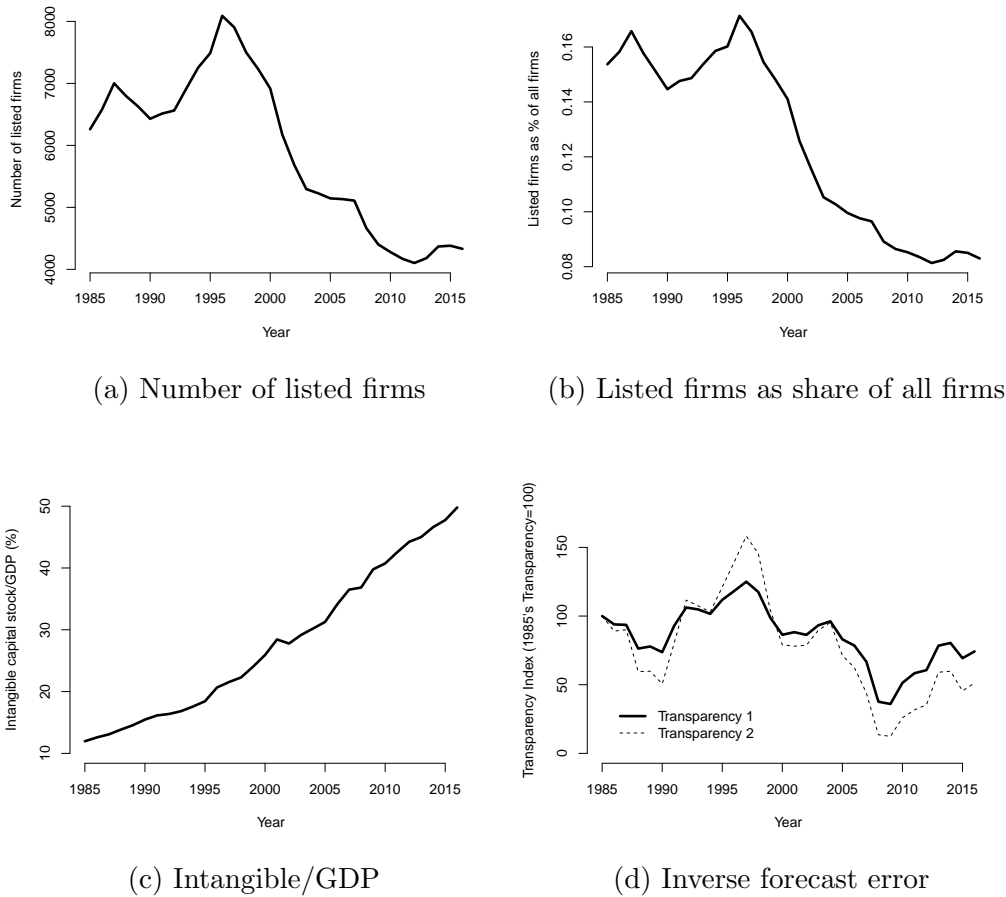 Number of listed firms
8000
7000
6000
5000
4000
1985 1990 1995 2000 2005 2010 2015
Year
(a) Number of listed firms
Listed firms as % of all firms
0.16
0.14
0.12
0.10
0.08
1985 1990 1995 2000 2005 2010 2015
Year
(b) Listed firms as share of all firms
Intangible capital stock/GDP (%)
50
40
30
20
10
1985 1990 1995 2000 2005 2010 2015
Year
(c) Intangible/GDP
Transparency Index (1985's Transparency=100)
150
100
50
0
Transparency 1
Transparency 2
1985 1990 1995 2000 2005 2010 2015
Year
(d) Inverse forecast error